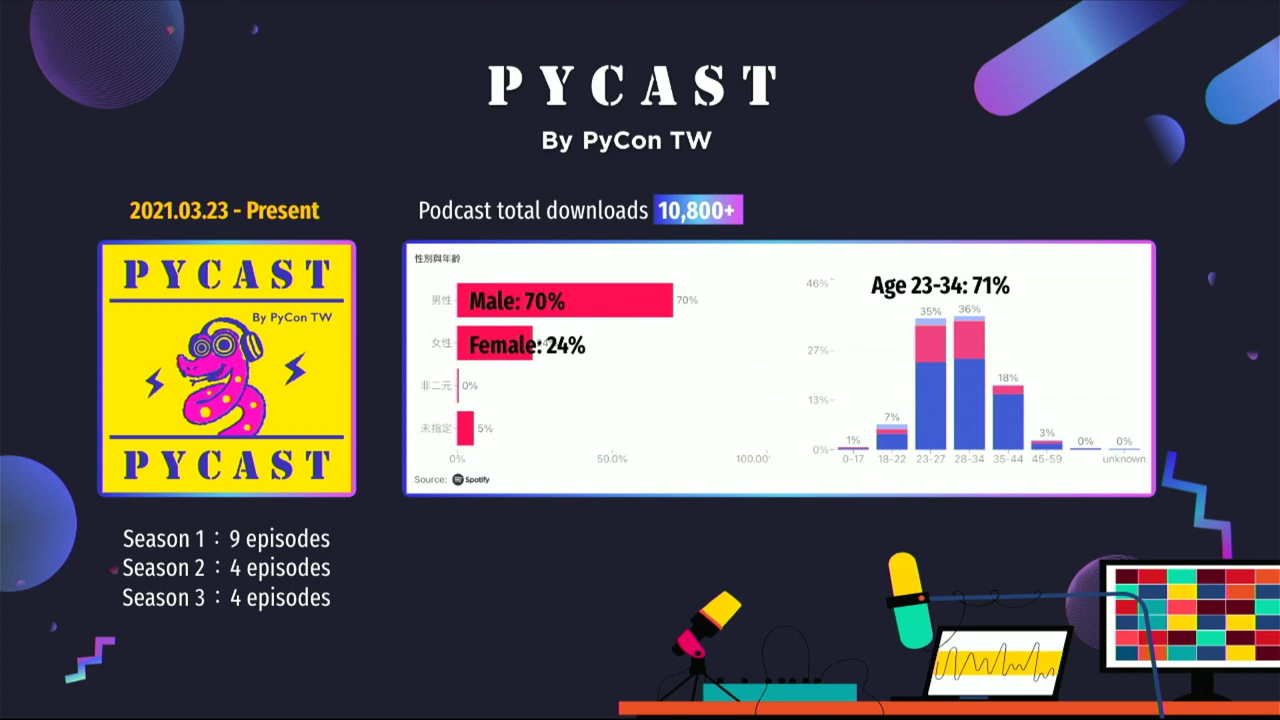 PYCAST
By PyCon TW
2021.03.23 - Present
PYCAST
By PyCon TW
PYCAST
Season 1：9 episodes
Season 2：4 episodes
Season 3：4 episodes
Podcast total downloads 10,800+
性別與年齡
男性 Male: 70% 70%
女性 Female: 24%
非二元 0%
未指定 5%
0% 50.0% 100.00
Source: Spotify
Age 23-34: 71%
46%
27%
13%
0%
1% 7% 35% 36% 18% 3% 0% 0%
0-17 18-22 23-27 28-34 35-44 45-59 unknown